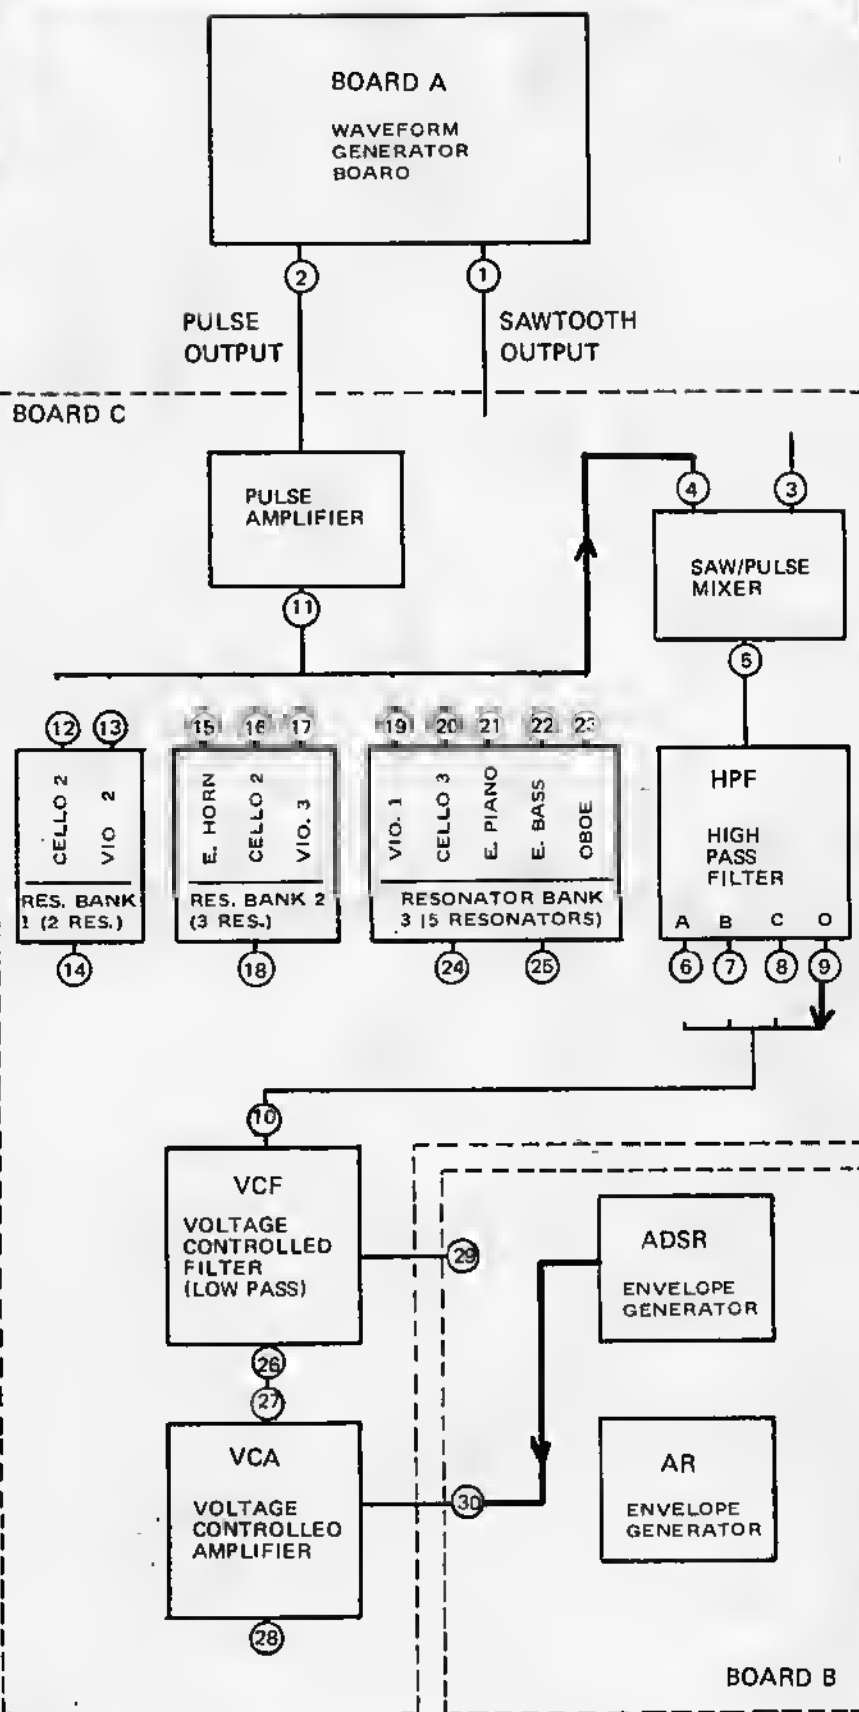 BOARD A
WAVEFORM
GENERATOR
BOARO
2
1
PULSE
OUTPUT
SAWTOOTH
OUTPUT
BOARD C
PULSE
AMPLIFIER
4
3
SAW/PULSE
MIXER
11
5
12
13
15
16
17
19
20
21
22
23
CELLO 2
VIO 2
E. HORN
CELLO 2
VIO. 3
VIO. 1
CELLO 3
E. PIANO
E. BASS
OBOE
RES. BANK
1 (2 RES.)
RES. BANK 2
(3 RES.)
RESONATOR BANK
3 (5 RESONATORS)
HPF
HIGH
PASS
FILTER
A B C O
14
18
24
25
6
7
8
9
10
VCF
VOLTAGE
CONTROLLED
FILTER
(LOW PASS)
29
ADSR
ENVELOPE
GENERATOR
26
27
VCA
VOLTAGE
CONTROLLEO
AMPLIFIER
30
AR
ENVELOPE
GENERATOR
28
BOARD B